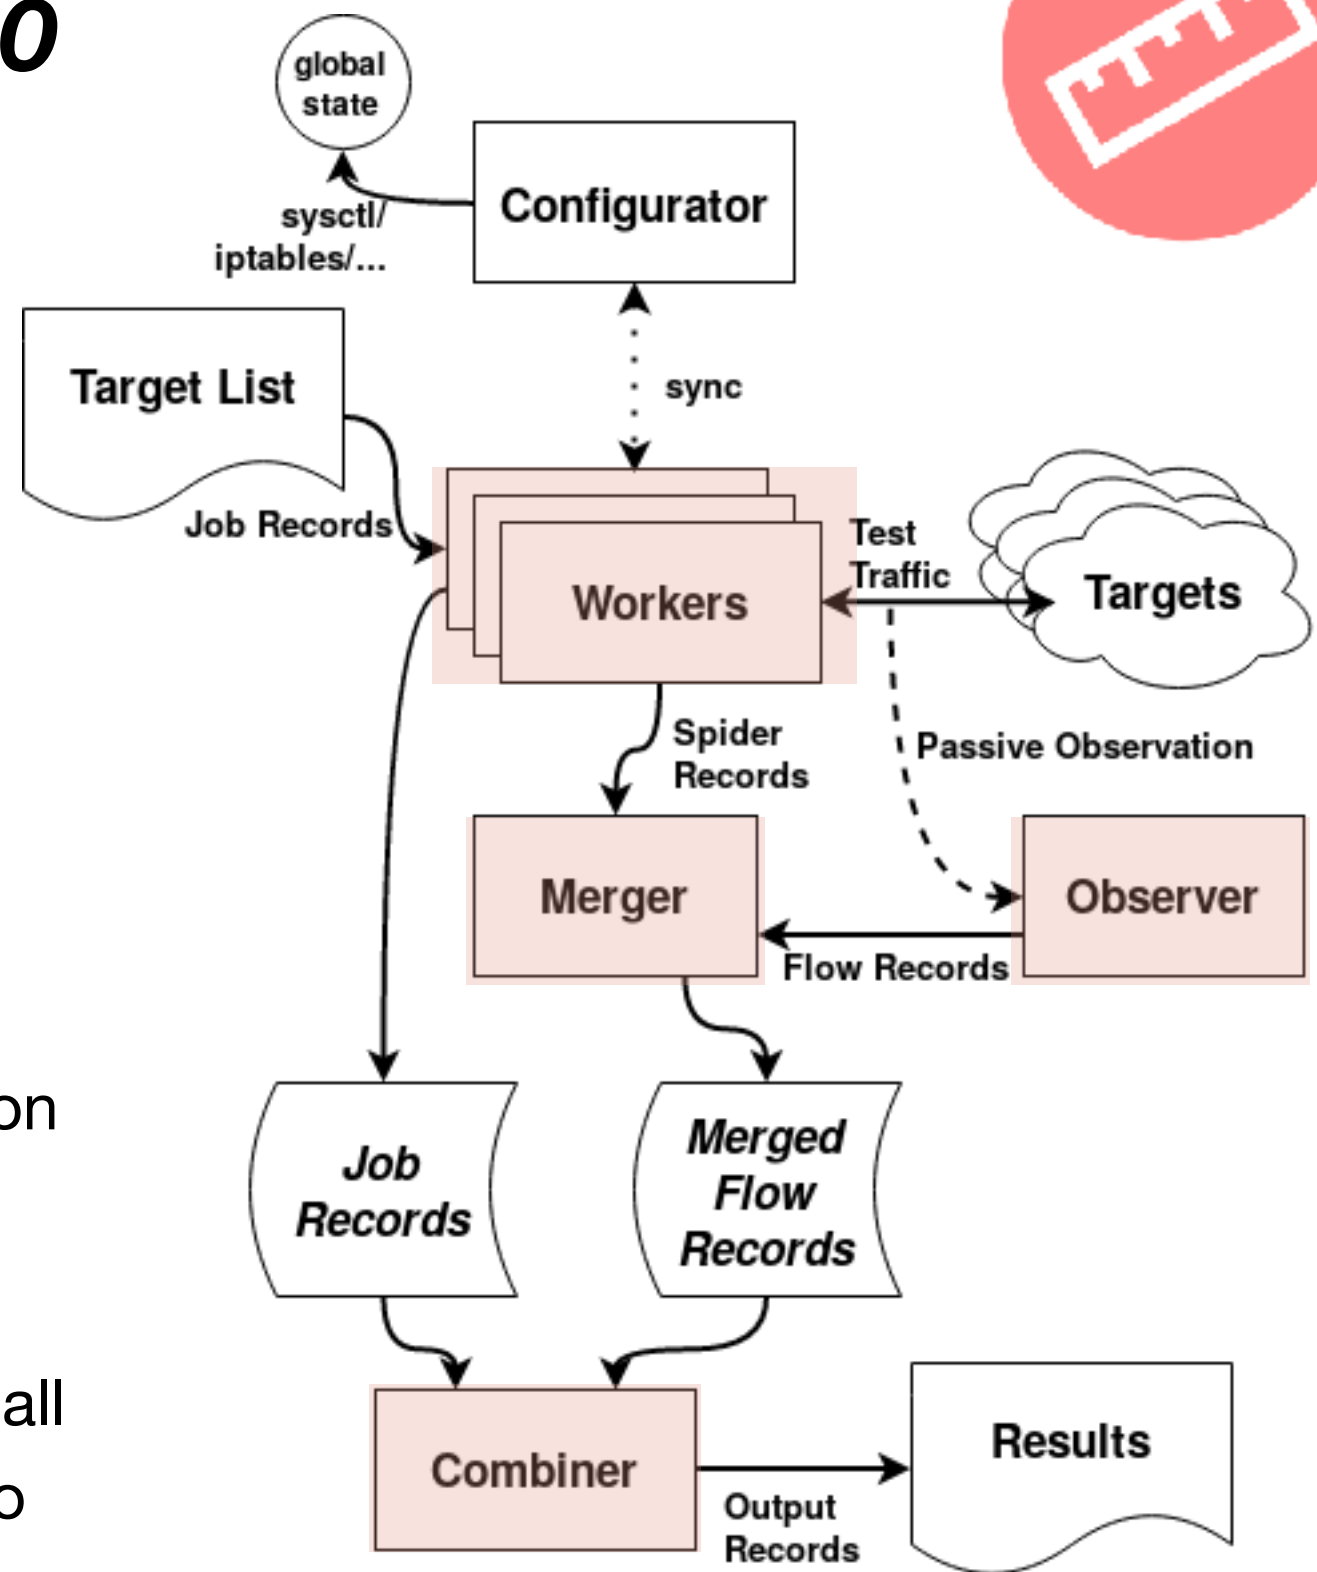 0
global
state
Configurator
sysctl/
iptables/...
Target List
sync
Job Records
Test
Traffic
Workers
Targets
Spider
Records
Passive Observation
Merger
Observer
Flow Records
on
Job
Records
Merged
Flow
Records
all
Combiner
Results
o
Output
Records